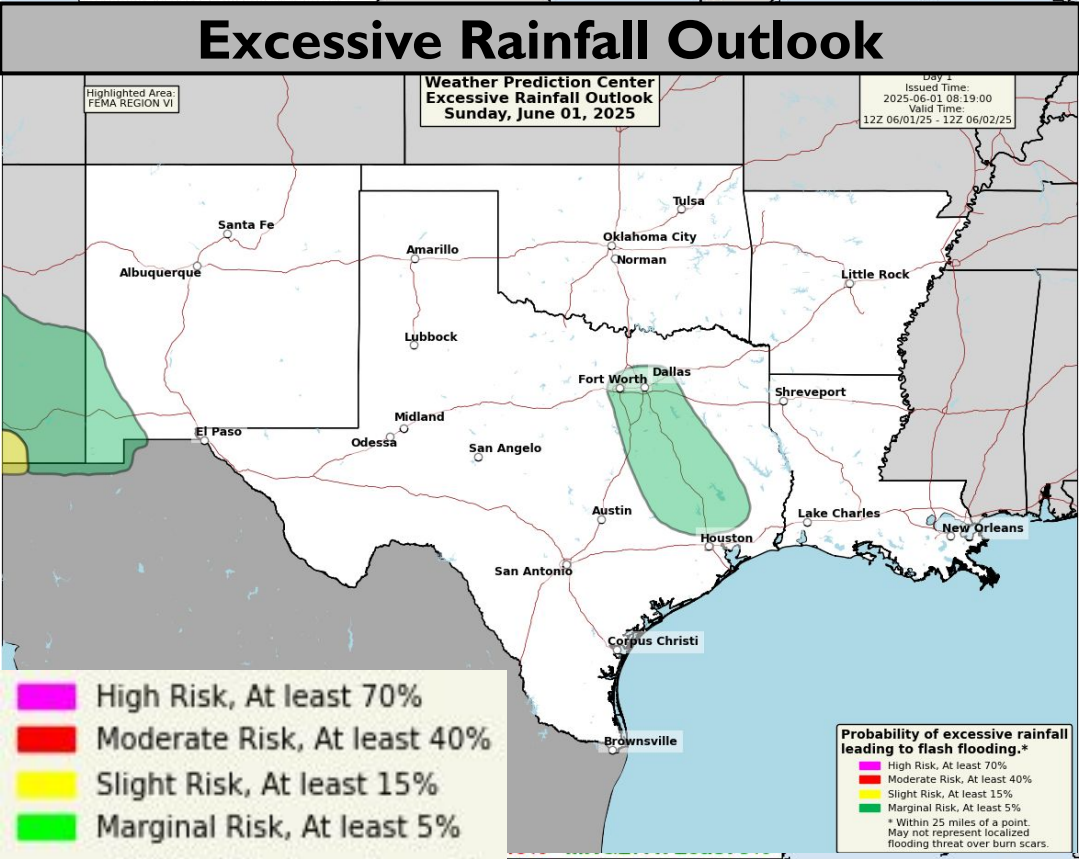 Excessive Rainfall Outlook
Highlighted Area:
FEMA REGION VI
Weather Prediction Center
Excessive Rainfall Outlook
Sunday, June 01, 2025
Day 1
Issued Time:
2025-06-01 08:19:00
Valid Time:
12Z 06/01/25 - 12Z 06/02/25
Tulsa
Santa Fe
Oklahoma City
Amarillo
Norman
Albuquerque
Little Rock
Lubbock
Dallas
Fort Worth
Shreveport
Midland
El Paso
Odessa
San Angelo
Austin
Lake Charles
New Orleans
Houston
San Antonio
Corpus Christi
Brownsville
High Risk, At least 70%
Moderate Risk, At least 40%
Slight Risk, At least 15%
Marginal Risk, At least 5%
Probability of excessive rainfall
leading to flash flooding.*
High Risk, At least 70%
Moderate Risk, At least 40%
Slight Risk, At least 15%
Marginal Risk, At least 5%
* Within 25 miles of a point.
May not represent localized
flooding threat over burn scars.